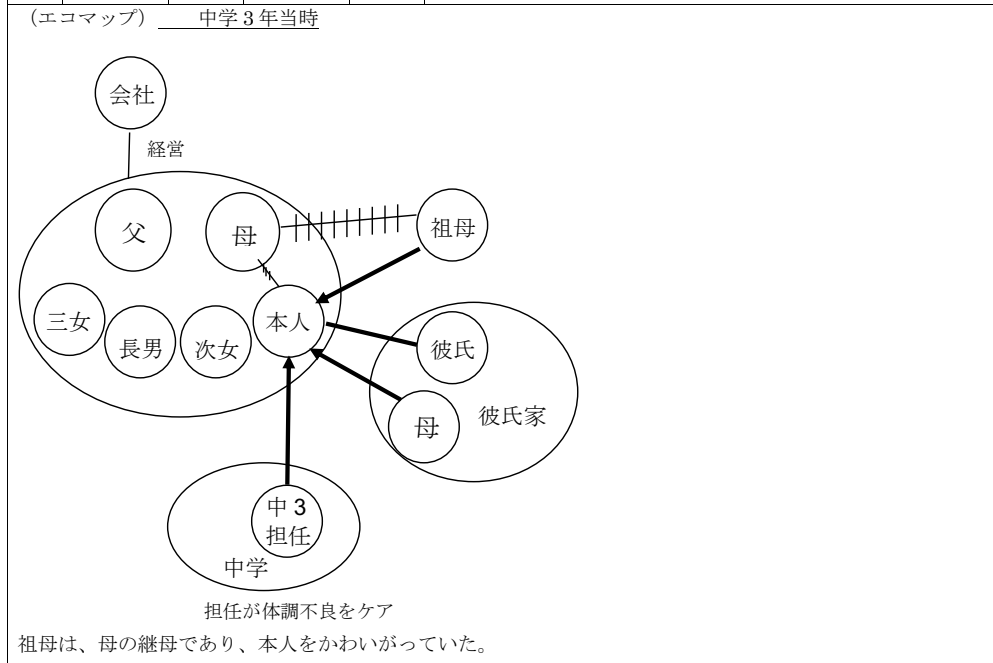 （エコマップ） 中学３年当時
会社
経営
父
母
祖母
三女
長男
次女
本人
彼氏
母
彼氏家
中 3
担任
中学
担任が体調不良をケア
祖母は、母の継母であり、本人をかわいがっていた。